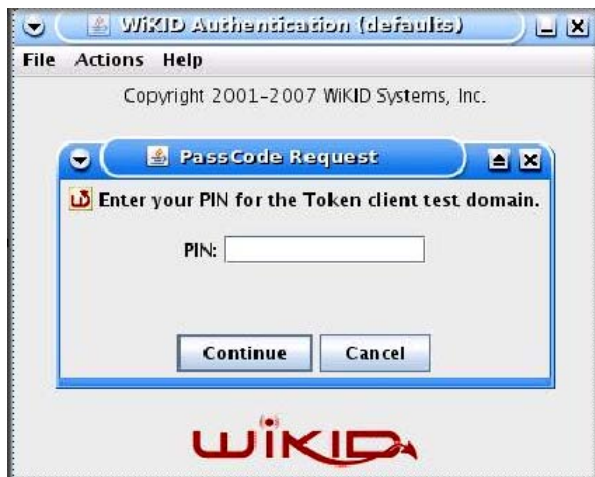 WiKID Authentication (defaults)
File Actions Help
Copyright 2001-2007 WiKID Systems, Inc.
PassCode Request
Enter your PIN for the Token client test domain.
PIN:
Continue Cancel
WiKID